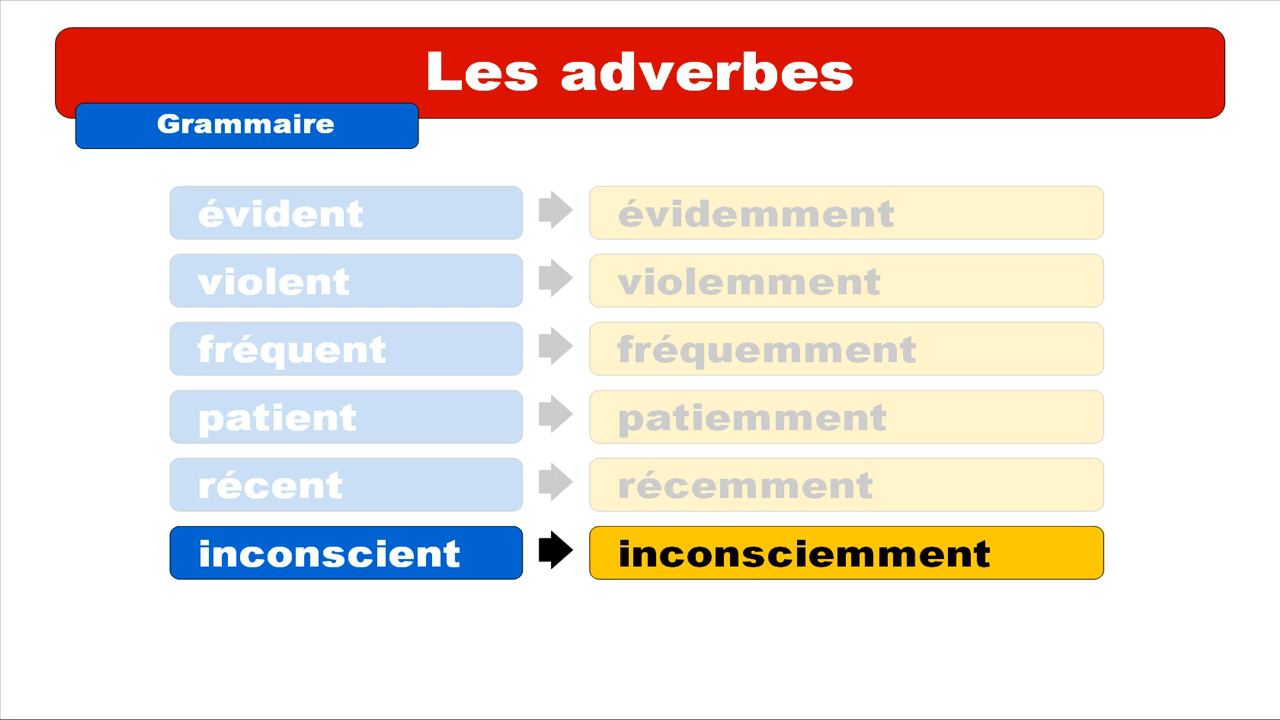 Les adverbes
Grammaire
évident évidemment
violent violemment
fréquent fréquemment
patient patiemment
récent récemment
inconscient inconsciemment